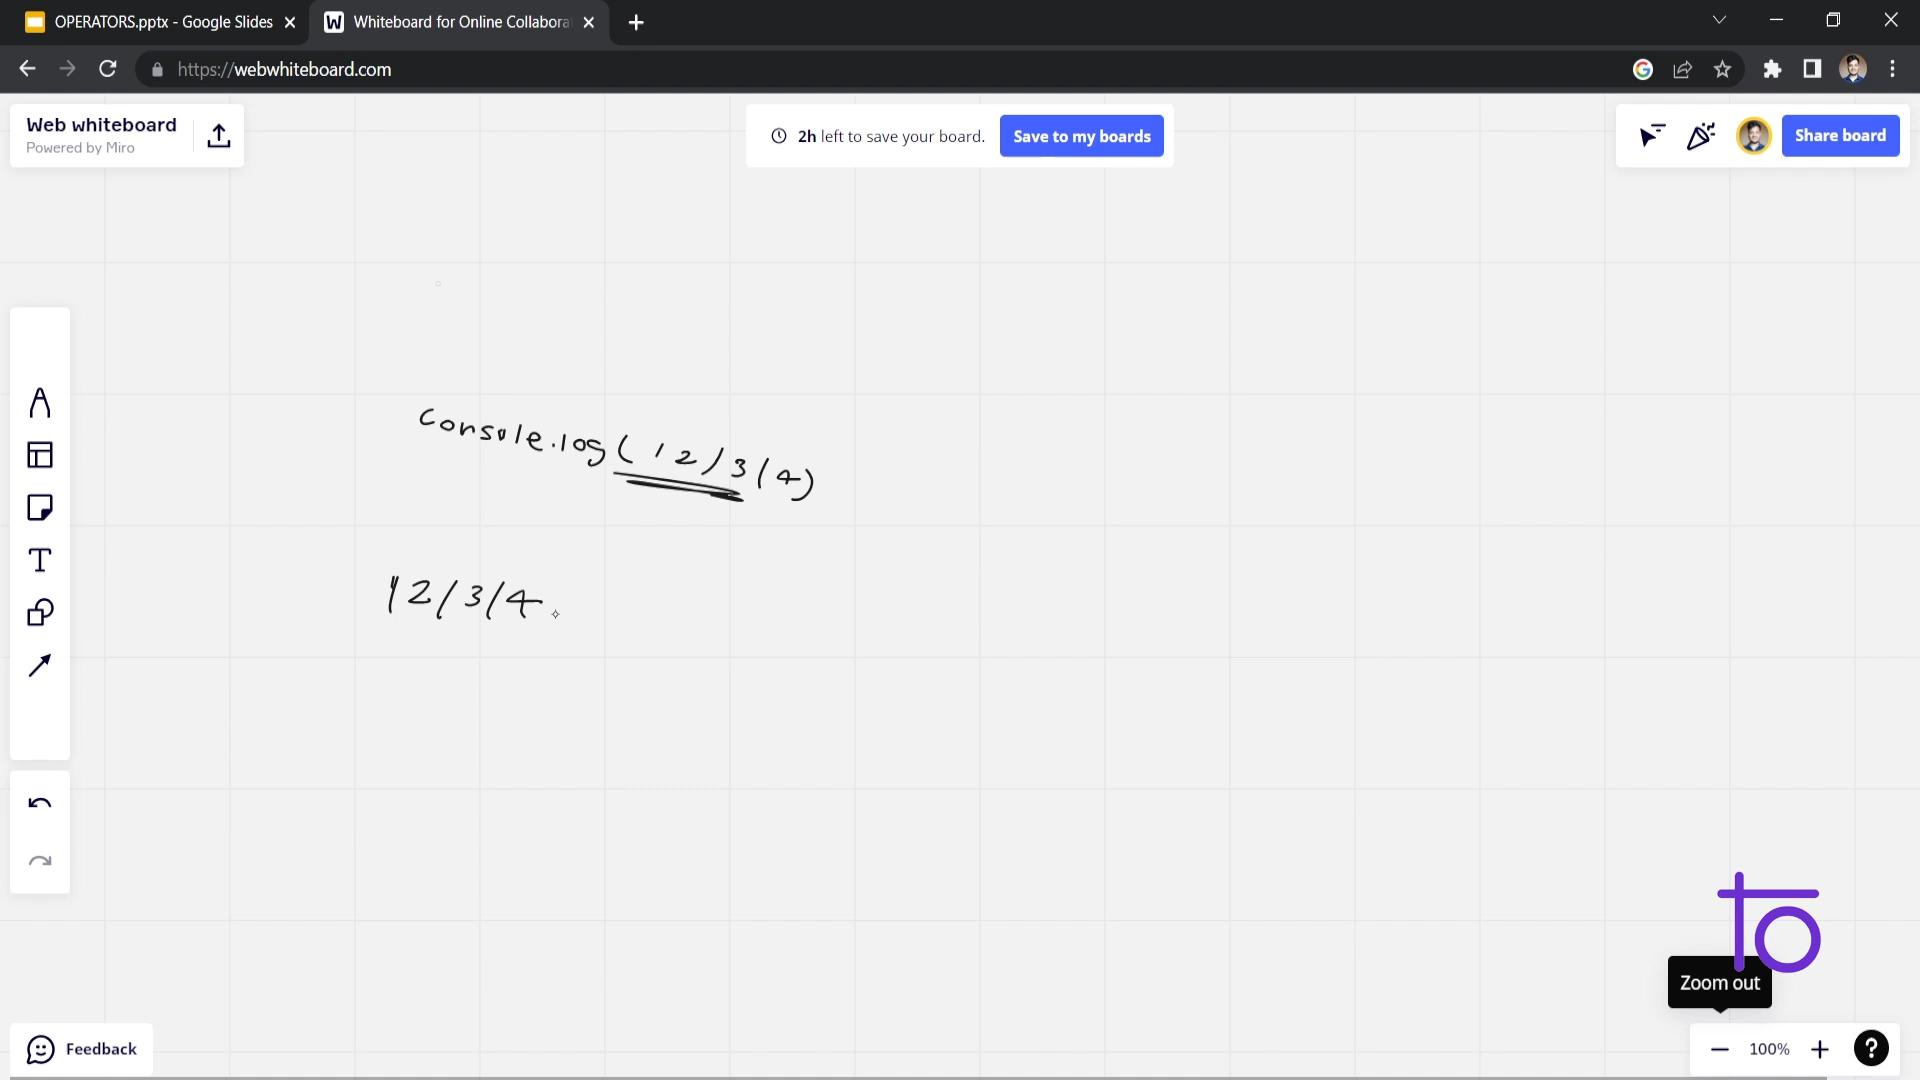 OPERATORS.pptx - Google Slides
Whiteboard for Online Collabora
https://webwhiteboard.com
Web whiteboard
Powered by Miro
2h left to save your board.
Save to my boards
Share board
console.log(12/3/4)
12/3/4.
to
Zoom out
Feedback
100%